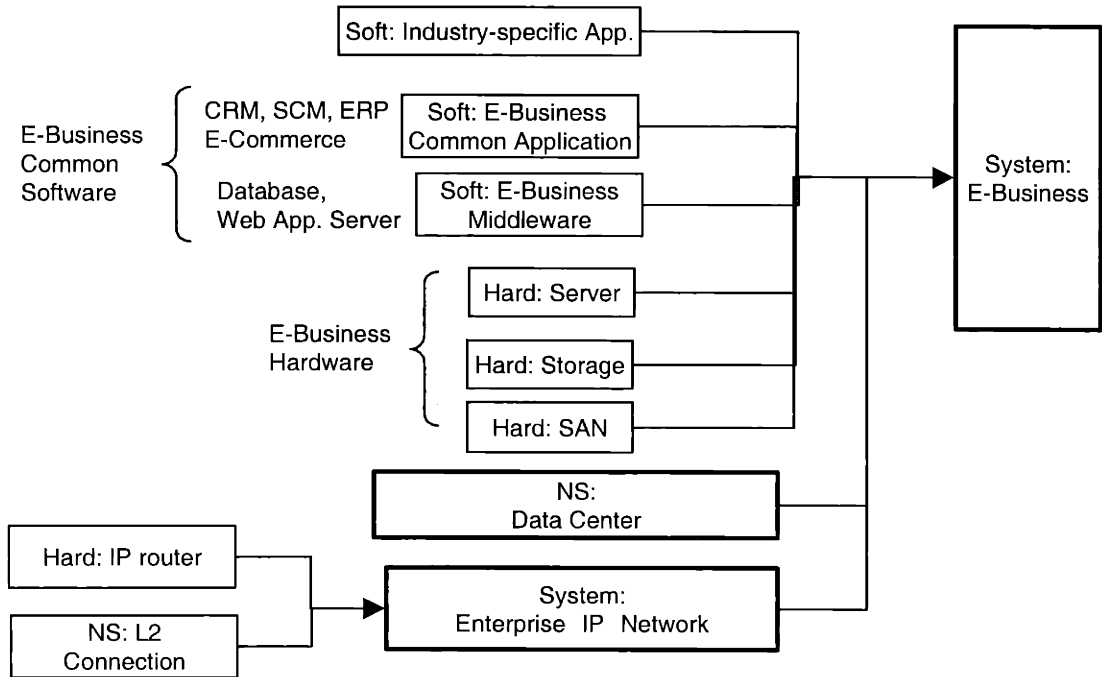 Soft: Industry-specific App.
E-Business
Common
Software
CRM, SCM, ERP
E-Commerce
Soft: E-Business
Common Application
Database,
Web App. Server
Soft: E-Business
Middleware
System:
E-Business
E-Business
Hardware
Hard: Server
Hard: Storage
Hard: SAN
NS:
Data Center
Hard: IP router
NS: L2
Connection
System:
Enterprise IP Network